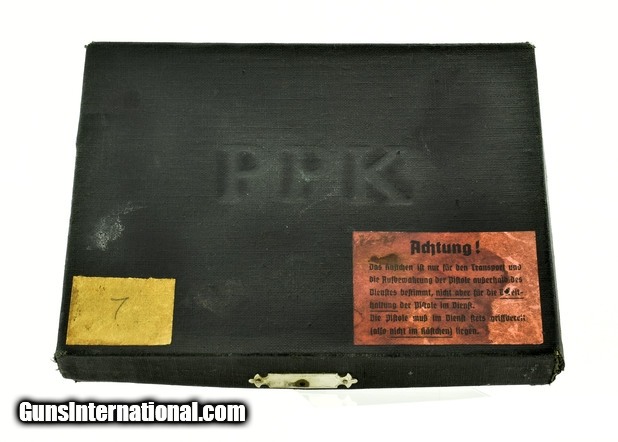 PPK
Achtung!
Das Kästchen ist nur für den Transport und
die Aufbewahrung der Pistole außerhalb des
Dienstes bestimmt, nicht aber für die
haltung der Pistole im Dienst.
Die Pistole muß im Dienst stets griffbereit
(also nicht im Kästchen) liegen.
7
GunsInternational.com